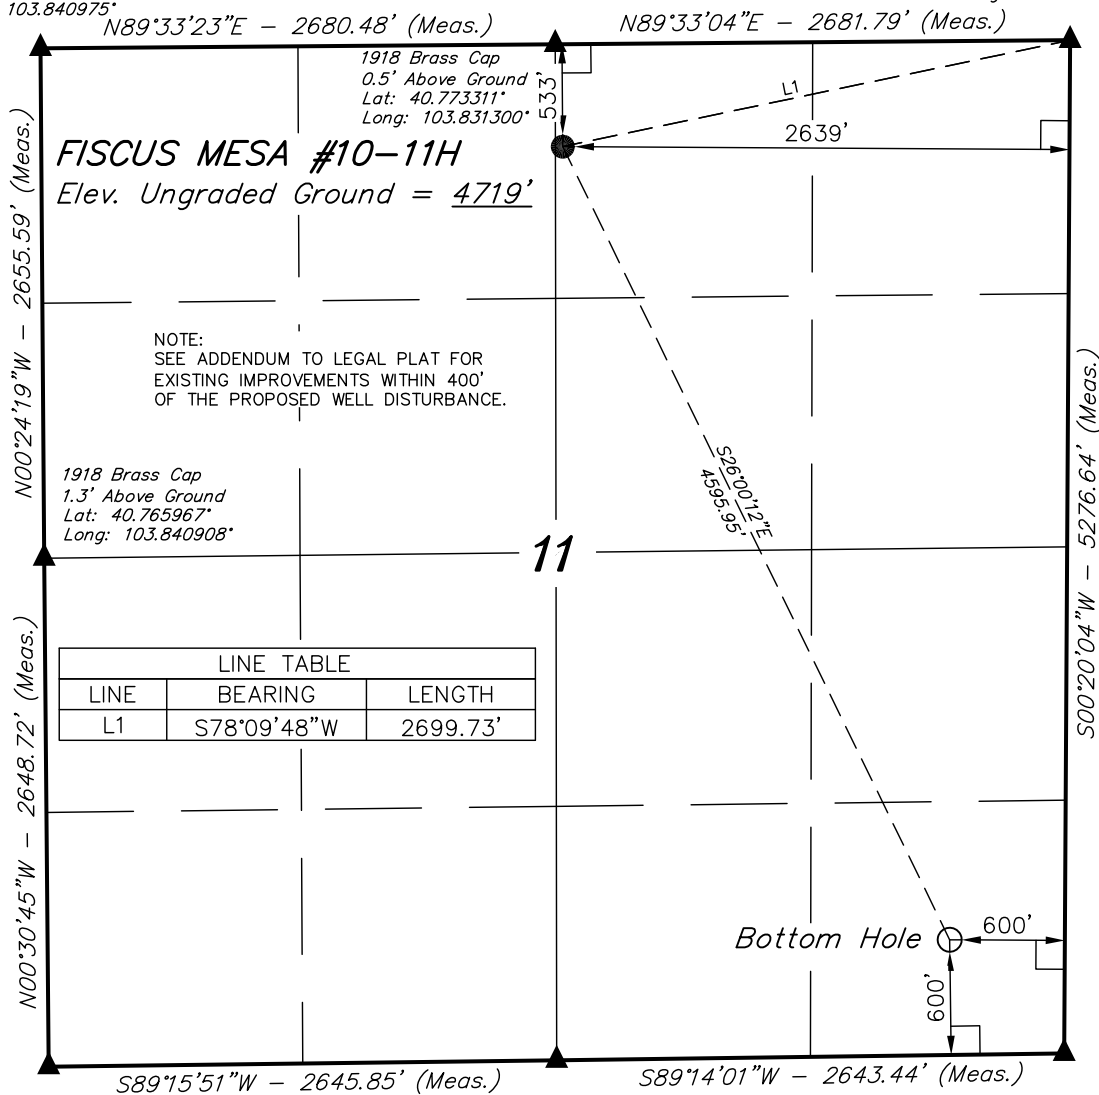 103.840975°
N89°33'23"E – 2680.48' (Meas.)
N89°33'04"E – 2681.79' (Meas.)
1918 Brass Cap
0.5' Above Ground
Lat: 40.773311°
Long: 103.831300°
533'
L1
2639'
FISCUS MESA #10–11H
Elev. Ungraded Ground = 4719'
N00°24'19"W – 2655.59' (Meas.)
NOTE:
SEE ADDENDUM TO LEGAL PLAT FOR
EXISTING IMPROVEMENTS WITHIN 400'
OF THE PROPOSED WELL DISTURBANCE.
1918 Brass Cap
1.3' Above Ground
Lat: 40.765967°
Long: 103.840908°
S26°00'12"E
4595.95'
S00°20'04"W – 5276.64' (Meas.)
11
LINE TABLE
LINE BEARING LENGTH
L1 S78°09'48"W 2699.73'
N00°30'45"W – 2648.72' (Meas.)
Bottom Hole
600'
600'
S89°15'51"W – 2645.85' (Meas.)
S89°14'01"W – 2643.44' (Meas.)